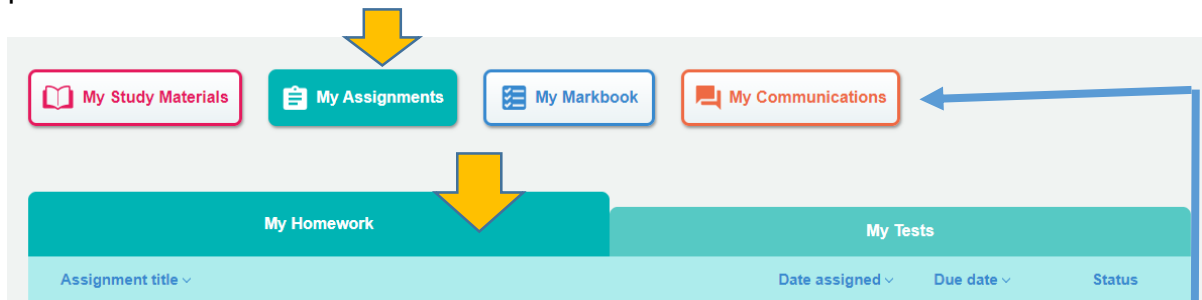 My Study Materials My Assignments My Markbook My Communications
My Homework My Tests
Assignment title Date assigned Due date Status